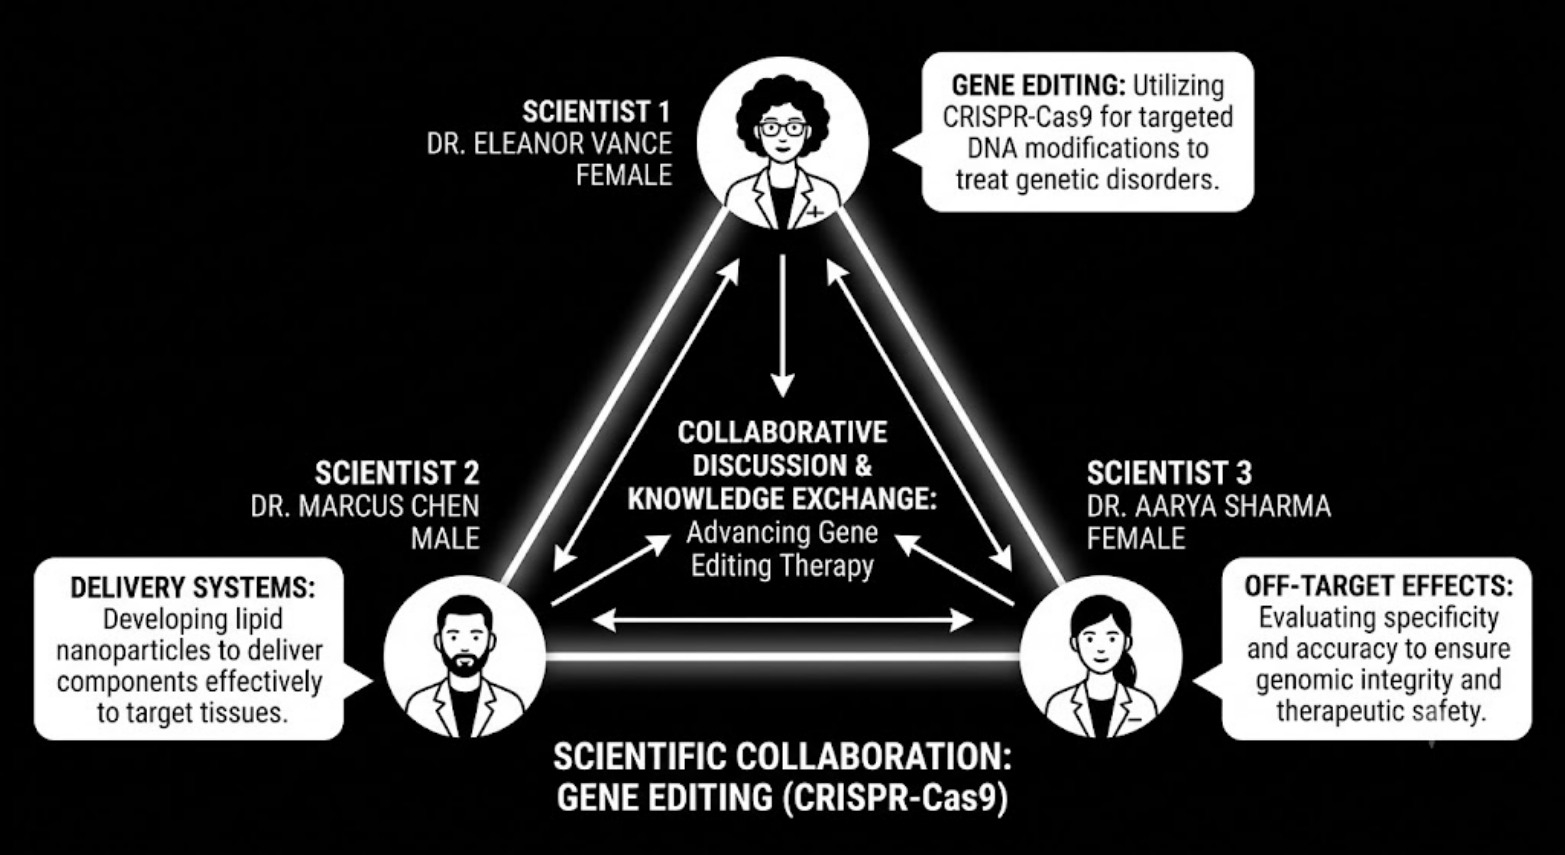 SCIENTIST 1
DR. ELEANOR VANCE
FEMALE
GENE EDITING: Utilizing
CRISPR-Cas9 for targeted
DNA modifications to
treat genetic disorders.
COLLABORATIVE
DISCUSSION &
KNOWLEDGE EXCHANGE:
Advancing Gene
Editing Therapy
SCIENTIST 2
DR. MARCUS CHEN
MALE
DELIVERY SYSTEMS:
Developing lipid
nanoparticles to deliver
components effectively
to target tissues.
SCIENTIST 3
DR. AARYA SHARMA
FEMALE
OFF-TARGET EFFECTS:
Evaluating specificity
and accuracy to ensure
genomic integrity and
therapeutic safety.
SCIENTIFIC COLLABORATION:
GENE EDITING (CRISPR-Cas9)